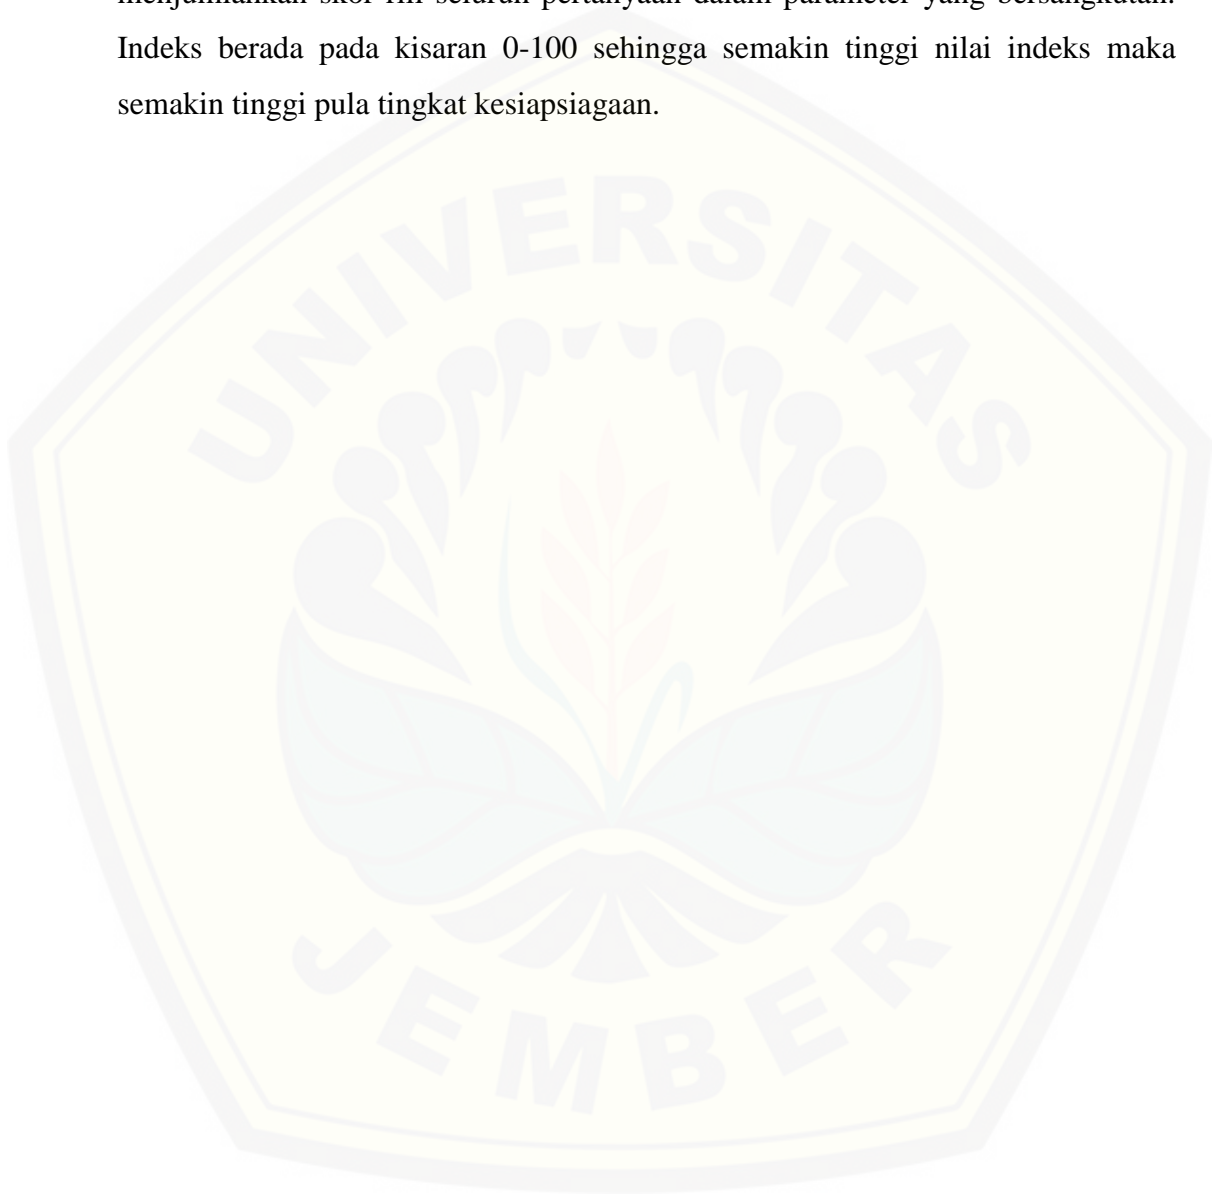 menjumlahkan skor riil seluruh pertanyaan dalam parameter yang bersangkutan.
Indeks berada pada kisaran 0-100 sehingga semakin tinggi nilai indeks maka
semakin tinggi pula tingkat kesiapsiagaan.
UNIVERSITAS
JEMBER